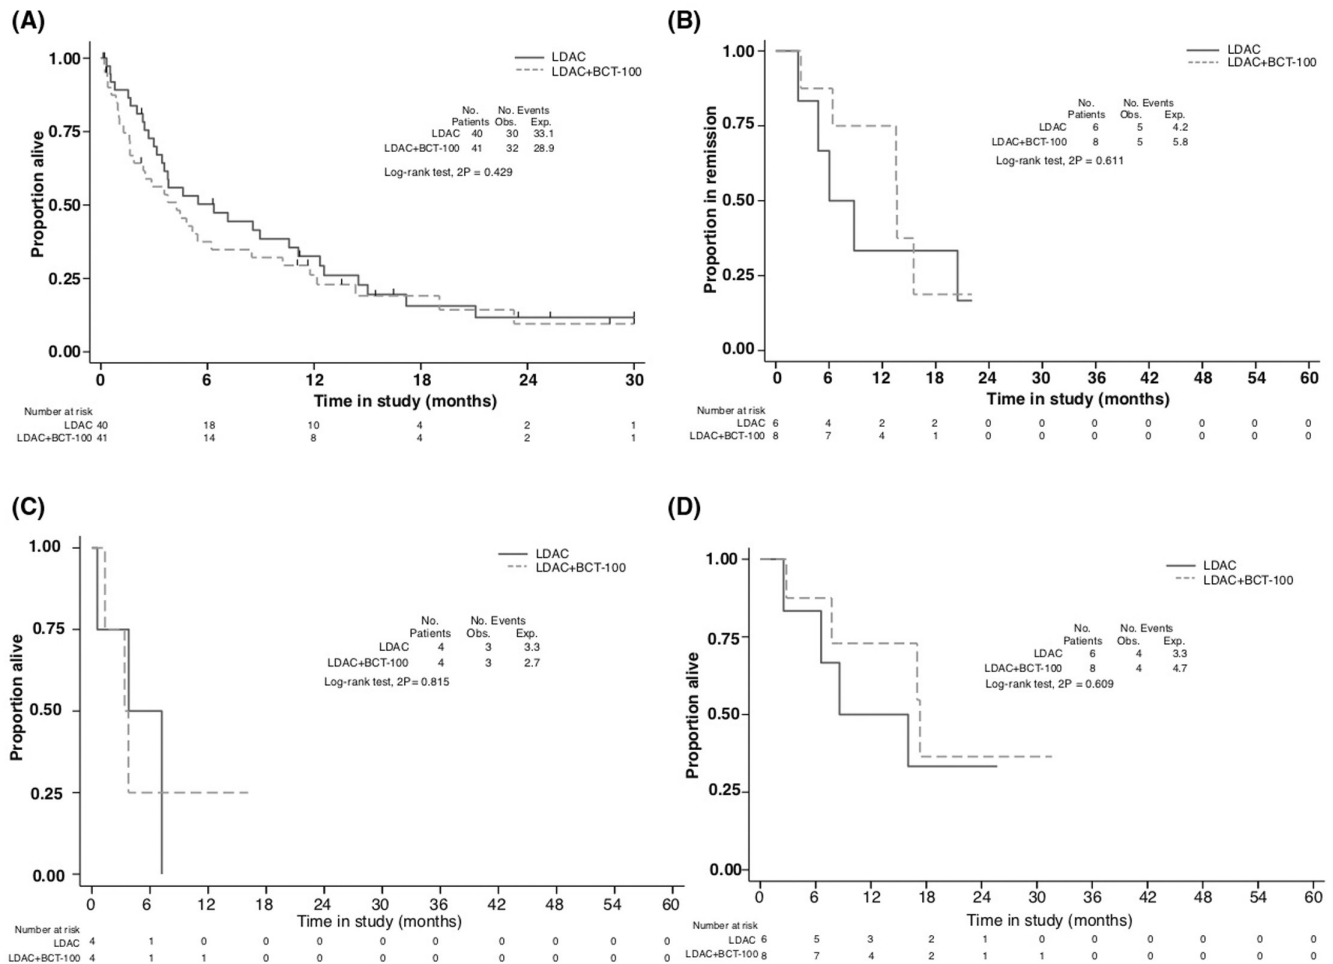 (A)
1.00
0.75
0.50
0.25
0.00
Proportion alive
LDAC
LDAC+BCT-100
No. No. Events
Patients Obs. Exp.
LDAC 40 30 33.1
LDAC+BCT-100 41 32 28.9
Log-rank test, 2P = 0.429
0 6 12 18 24 30
Time in study (months)
Number at risk
LDAC 40 18 10 4 2 1
LDAC+BCT-100 41 14 8 4 2 1
(B)
1.00
0.75
0.50
0.25
0.00
Proportion in remission
LDAC
LDAC+BCT-100
No. No. Events
Patients Obs. Exp.
LDAC 6 5 4.2
LDAC+BCT-100 8 5 5.8
Log-rank test, 2P = 0.611
0 6 12 18 24 30 36 42 48 54 60
Time in study (months)
Number at risk
LDAC 6 4 2 2 0 0 0 0 0 0 0
LDAC+BCT-100 8 7 4 1 0 0 0 0 0 0 0
(C)
1.00
0.75
0.50
0.25
0.00
Proportion alive
LDAC
LDAC+BCT-100
No. No. Events
Patients Obs. Exp.
LDAC 4 3 3.3
LDAC+BCT-100 4 3 2.7
Log-rank test, 2P = 0.815
0 6 12 18 24 30 36 42 48 54 60
Time in study (months)
Number at risk
LDAC 4 1 0 0 0 0 0 0 0 0 0
LDAC+BCT-100 4 1 1 0 0 0 0 0 0 0 0
(D)
1.00
0.75
0.50
0.25
0.00
Proportion alive
LDAC
LDAC+BCT-100
No. No. Events
Patients Obs. Exp.
LDAC 6 4 3.3
LDAC+BCT-100 8 4 4.7
Log-rank test, 2P = 0.609
0 6 12 18 24 30 36 42 48 54 60
Time in study (months)
Number at risk
LDAC 6 5 3 2 1 0 0 0 0 0 0
LDAC+BCT-100 8 7 4 2 1 1 0 0 0 0 0